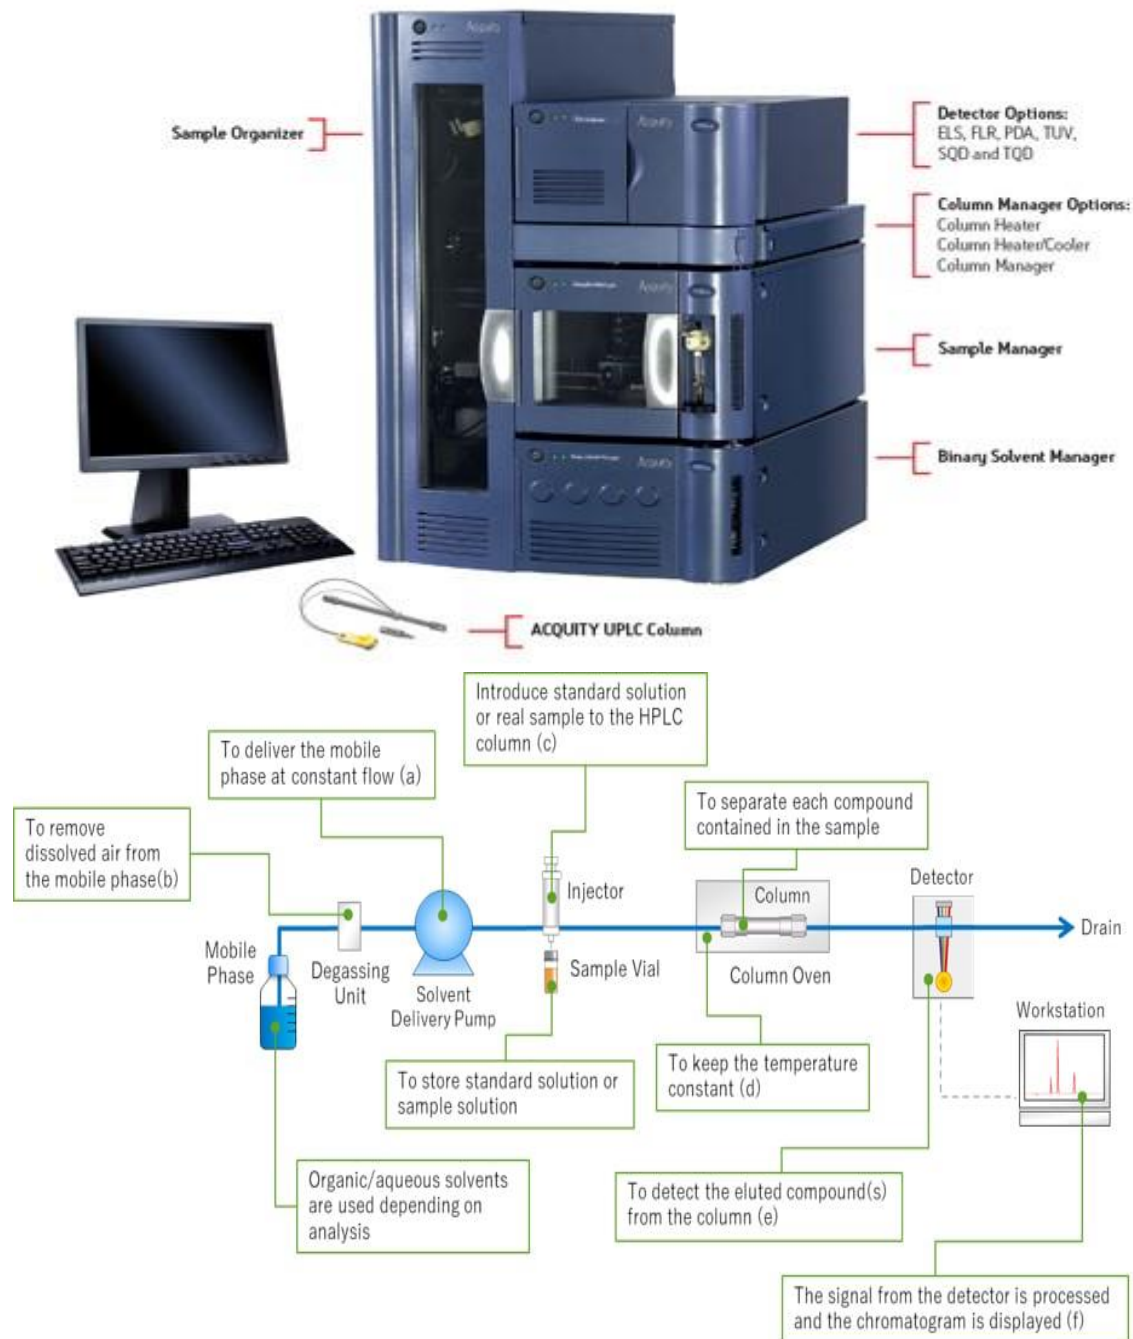 Acquity
Sample Organizer
Acquity
Detector Options:
ELS, FLR, PDA, TUV,
SQD and TQD
Column Manager Options:
Column Heater
Column Heater/Cooler
Column Manager
Acquity
Sample Manager
Acquity
Binary Solvent Manager
ACQUITY UPLC Column
Introduce standard solution
or real sample to the HPLC
column (c)
To deliver the mobile
phase at constant flow (a)
To separate each compound
contained in the sample
To remove
dissolved air from
the mobile phase(b)
Injector
Column
Detector
Drain
Mobile
Phase
Degassing
Unit
Solvent
Delivery Pump
Sample Vial
Column Oven
Workstation
To store standard solution or
sample solution
To keep the temperature
constant (d)
Organic/aqueous solvents
are used depending on
analysis
To detect the eluted compound(s)
from the column (e)
The signal from the detector is processed
and the chromatogram is displayed (f)